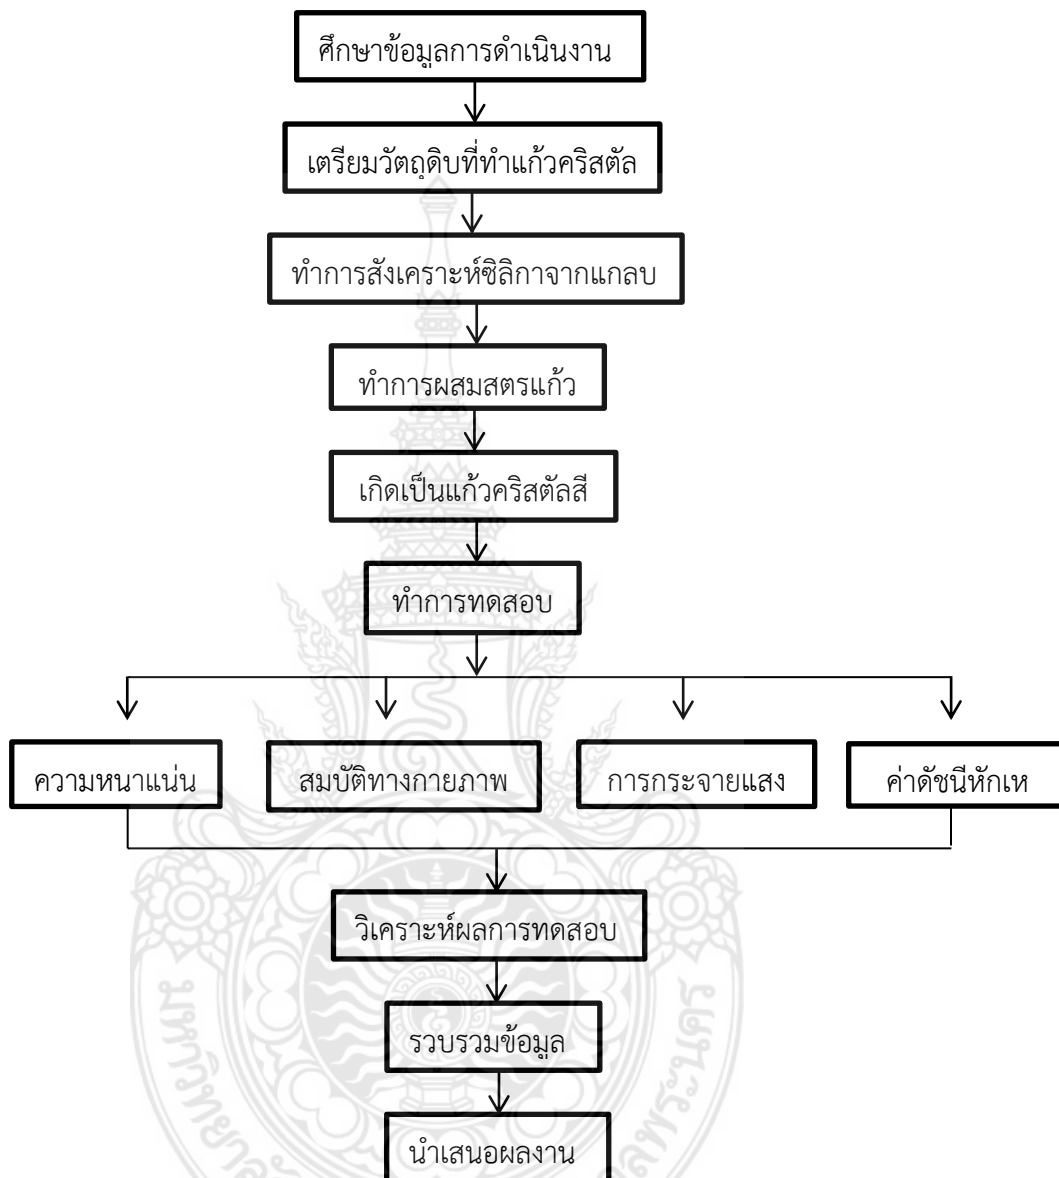 ศึกษาข้อมูลการดำเนินงาน
เตรียมวัตถุดิบที่ทำแก้วคริสตัล
ทำการสังเคราะห์ซิลิกาจากแกลบ
ทำการผสมสตรแก้ว
เกิดเป็นแก้วคริสตัลสี
ทำการทดสอบ
ความหนาแน่น สมบัติทางกายภาพ การกระจายแสง ค่าดัชนีหักเห
วิเคราะห์ผลการทดสอบ
รวบรวมข้อมูล
นำเสนอผลงาน